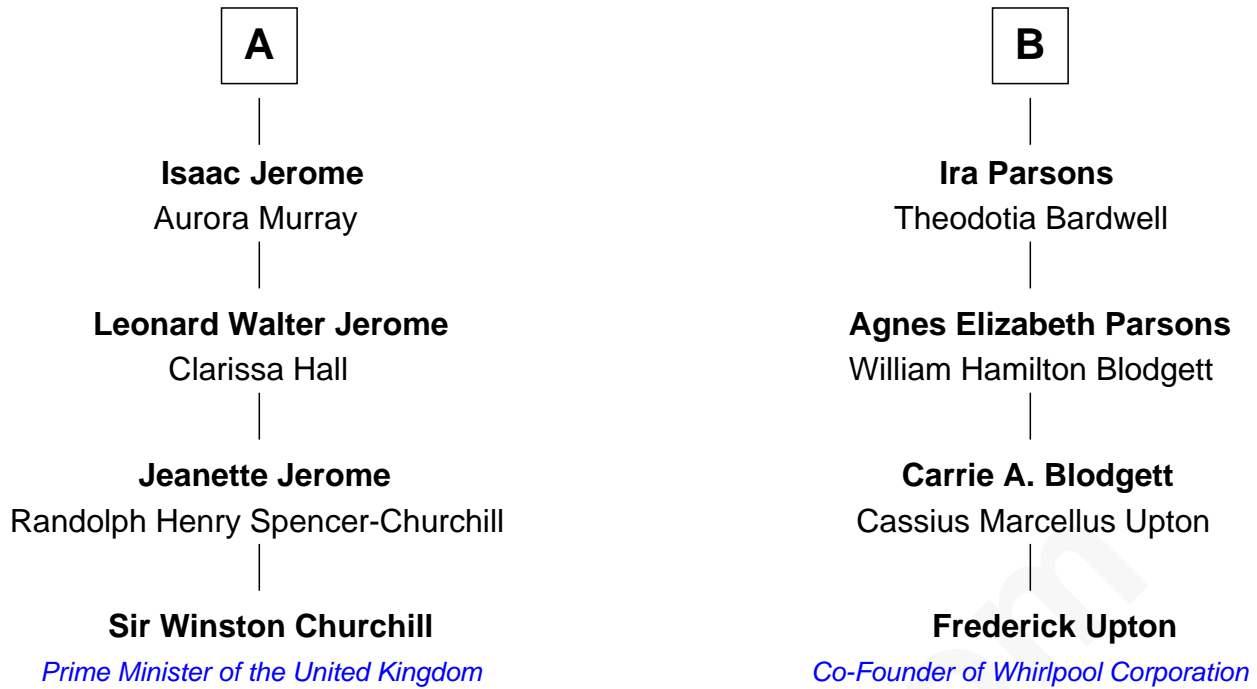 A
Isaac Jerome
Aurora Murray
Leonard Walter Jerome
Clarissa Hall
Jeanette Jerome
Randolph Henry Spencer-Churchill
Sir Winston Churchill
Prime Minister of the United Kingdom
B
Ira Parsons
Theodotia Bardwell
Agnes Elizabeth Parsons
William Hamilton Blodgett
Carrie A. Blodgett
Cassius Marcellus Upton
Frederick Upton
Co-Founder of Whirlpool Corporation